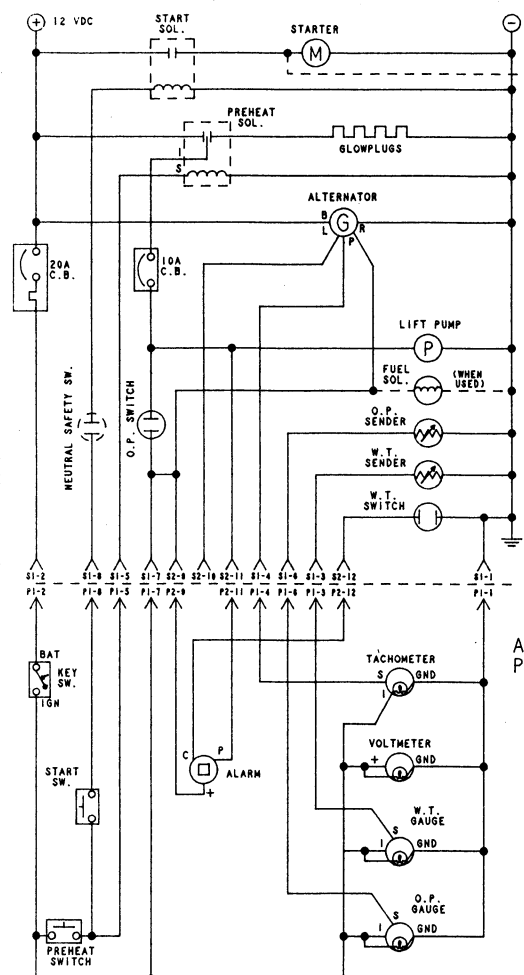 + 12 VDC
START
SOL.
STARTER
M
PREHEAT
SOL.
I
S
GLOWPLUGS
ALTERNATOR
B
G
R
L
P
20A
C.B.
10A
C.B.
LIFT PUMP
P
FUEL
SOL.
(WHEN
USED)
NEUTRAL SAFETY SW.
O.P. SWITCH
O.P.
SENDER
W.T.
SENDER
W.T.
SWITCH
S1-2 S1-8 S1-5 S1-7 S2-9 S2-10 S2-11 S1-4 S1-6 S1-3 S2-12 S1-1
P1-2 P1-8 P1-5 P1-7 P2-9 P2-11 P1-4 P1-6 P1-3 P2-12 P1-1
A
P
BAT
KEY
SW.
IGN
TACHOMETER
S
GND
I
VOLTMETER
+
GND
C
P
ALARM
+
START
SW.
W.T.
GAUGE
S
I
GND
O.P.
GAUGE
S
I
GND
PREHEAT
SWITCH